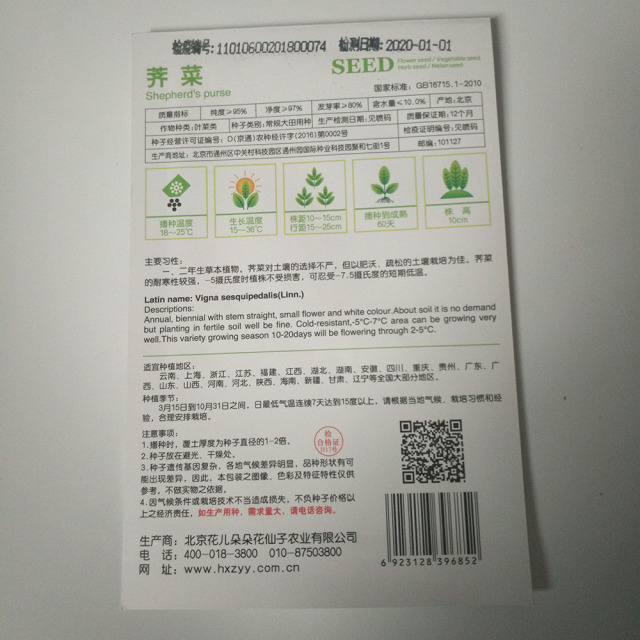 检疫编号: 11010600201800074 检测日期: 2020-01-01
荠菜
Shepherd's purse
SEED
Flower seed / Vegetable seed
Herb seed / Melon seed
国家标准: GB16715.1-2010
质量指标 纯度≥95% 净度≥97% 发芽率≥80% 含水量≤10.0% 产地: 北京
作物种类: 叶菜类 种子类别: 常规大田用种 生产检测日期: 见喷码 质量保证期: 12个月
种子经营许可证编号: D(京通)农种经许字(2016)第0002号 检疫证明编号: 见喷码
生产商地址: 北京市通州区中关村科技园区通州园国际种业科技园聚和七街1号 邮编: 101127
播种温度
18~25℃
生长温度
15~36℃
株距10~15cm
行距15~25cm
播种到成熟
60天
株 高
10cm
主要习性:
一、二年生草本植物。荠菜对土壤的选择不严,但以肥沃、疏松的土壤栽培为佳。荠菜
的耐寒性较强,-5摄氏度时植株不受损害,可忍受-7.5摄氏度的短期低温。
Latin name: Vigna sesquipedalis(Linn.)
Descriptions:
Annual, biennial with stem straight, small flower and white colour.About soil it is no demand
but planting in fertile soil well be fine. Cold-resistant,-5°C-7°C area can be growing very
well.This variety growing season 10-20days will be flowering through 2-5°C.
适宜种植地区:
云南、上海、浙江、江苏、福建、江西、湖北、湖南、安徽、四川、重庆、贵州、广东、广
西、山东、山西、河南、河北、陕西、海南、新疆、甘肃、辽宁等全国大部分地区。
种植季节:
3月15日到10月31日之间,日最低气温连续7天达到15度以上,请根据当地气候、栽培习惯和经
验,合理安排栽培。
注意事项:
1.播种时,覆土厚度为种子直径的1-2倍。
2.种子放在避光、干燥处。
3.种子遗传基因复杂,各地气候差异明显,品种形状有可
能出现差异,因此,本包装之图像、色彩及特征特性仅供
参考,不做实物之依据。
4.因气候条件或栽培技术不当造成损失,不负种子价格以
上之经济责任,如生产用种、需求量大、请电话咨询。
检
合格证
生产商: 北京花儿朵朵花仙子农业有限公司
电 话: 400-018-3800 010-87503800
网 址: www.hxzyy.com.cn
6 923128 396852